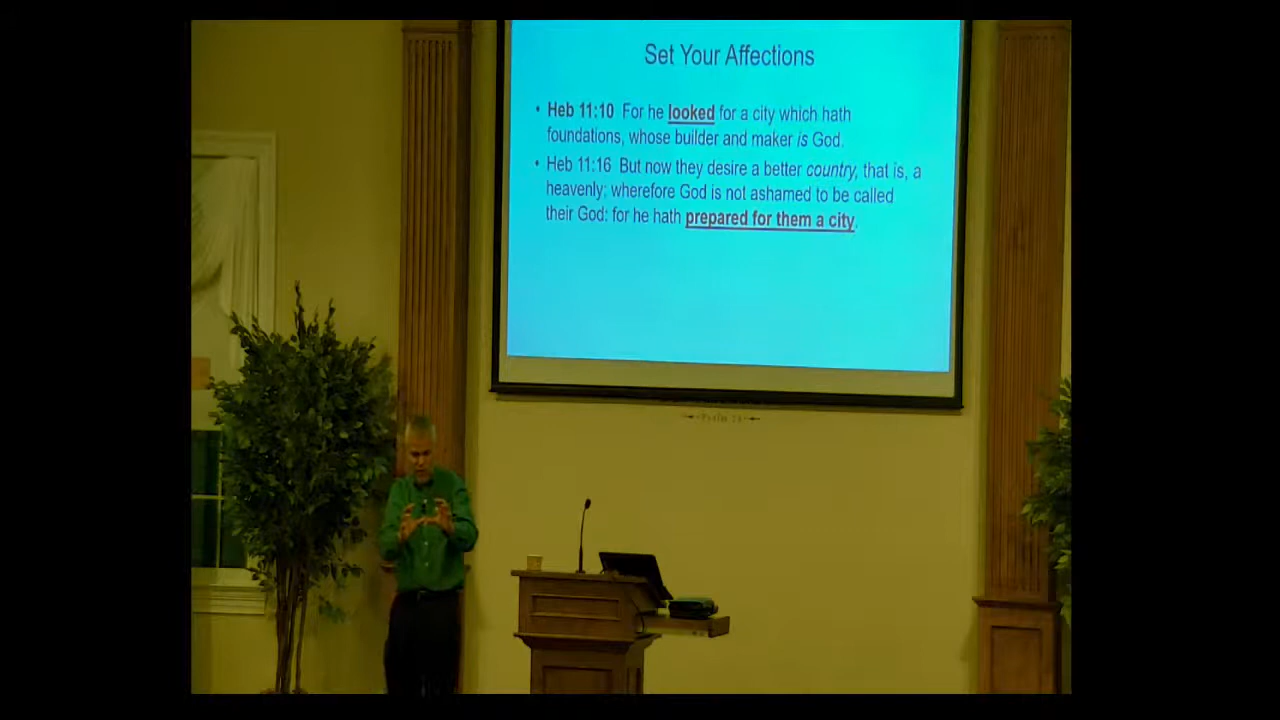 Set Your Affections
• Heb 11:10 For he looked for a city which hath
foundations, whose builder and maker is God.
• Heb 11:16 But now they desire a better country, that is, a
heavenly; wherefore God is not ashamed to be called
their God: for he hath prepared for them a city.
Psalm